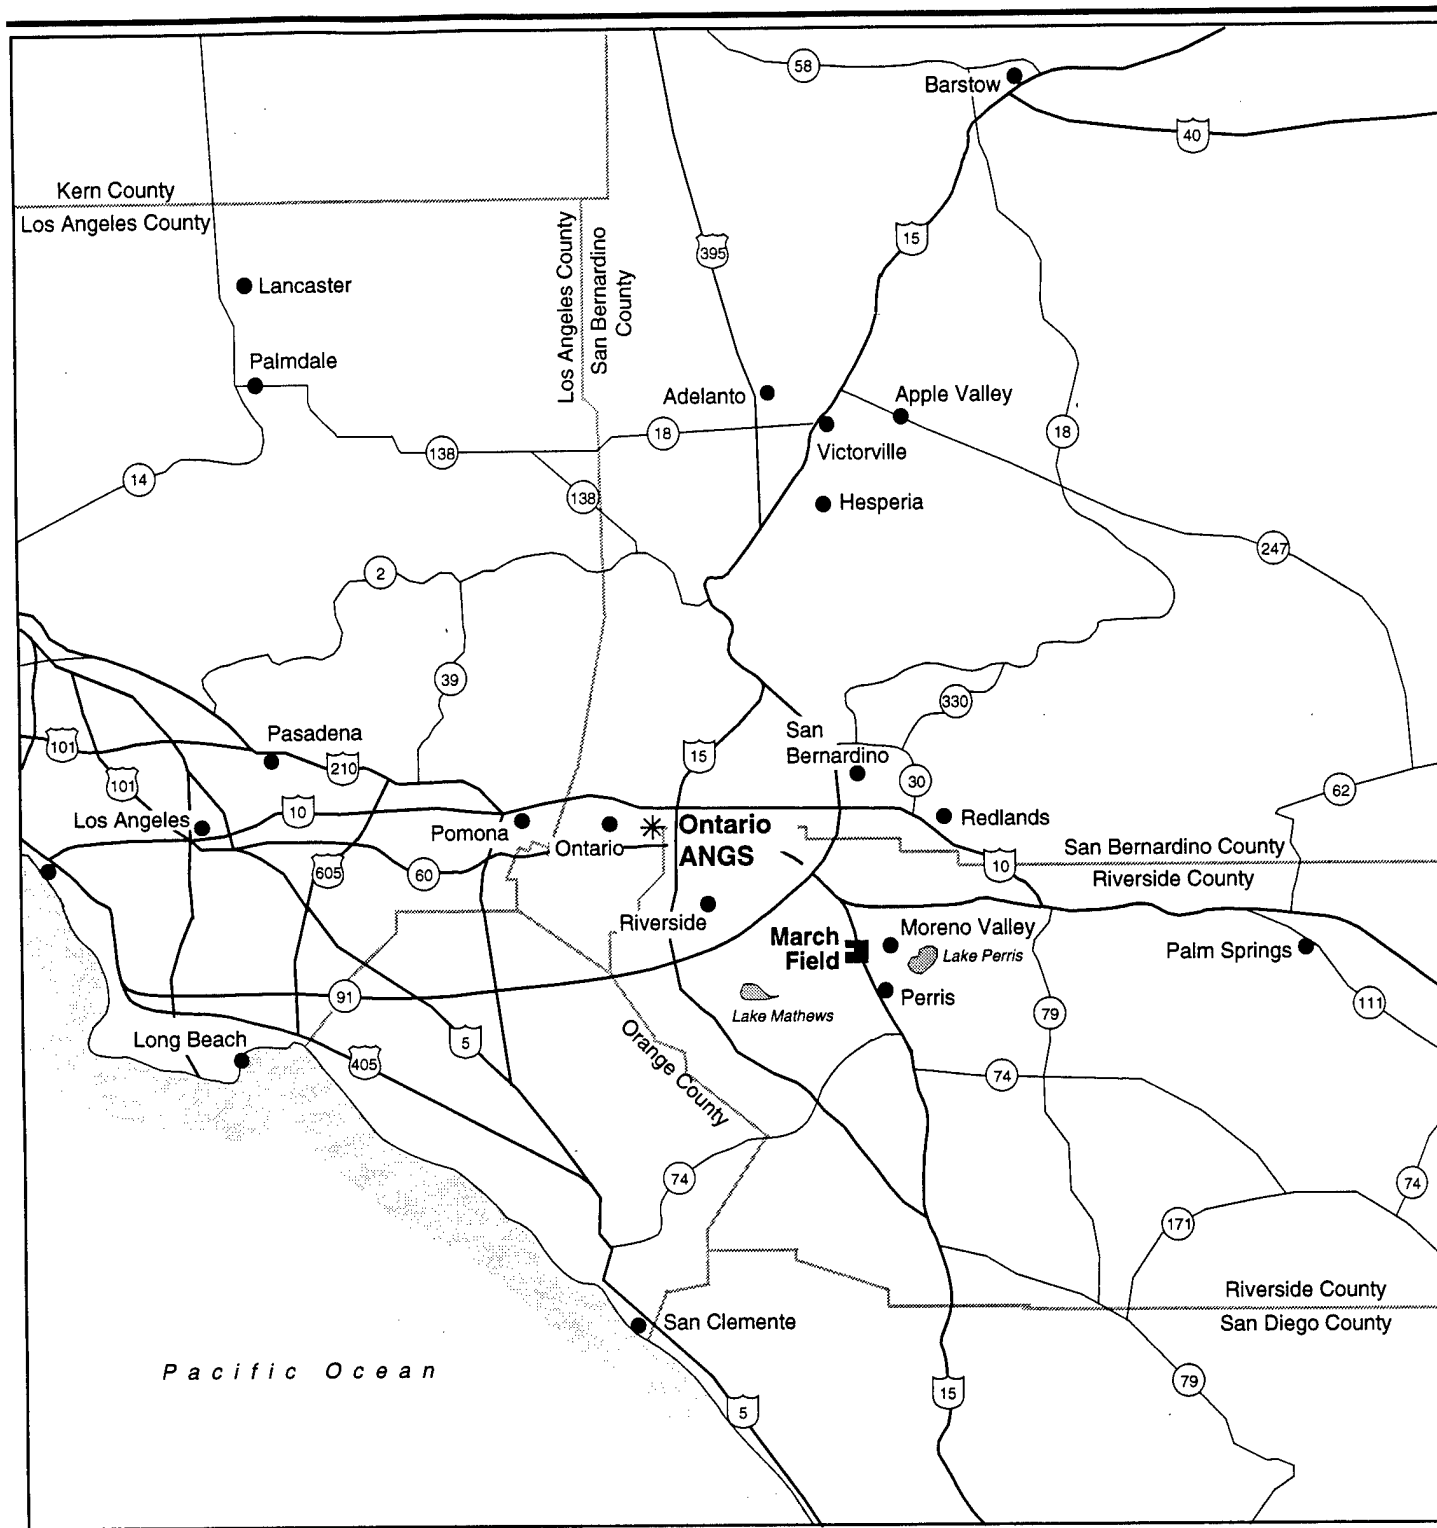 58
Barstow
40
Kern County
Los Angeles County
Los Angeles County
San Bernardino
County
395
15
Lancaster
Palmdale
Adelanto
Apple Valley
18
138
18
Victorville
14
138
Hesperia
247
2
39
330
Pasadena
San
Bernardino
101
210
15
101
30
62
10
Los Angeles
Pomona
Ontario
Ontario
ANGS
Redlands
605
60
10
San Bernardino County
Riverside County
Riverside
March
Field
Moreno Valley
Lake Perris
Palm Springs
Perris
91
Lake Mathews
79
111
Long Beach
5
405
Orange County
74
74
74
171
Riverside County
San Diego County
San Clemente
Pacific Ocean
79
15
5